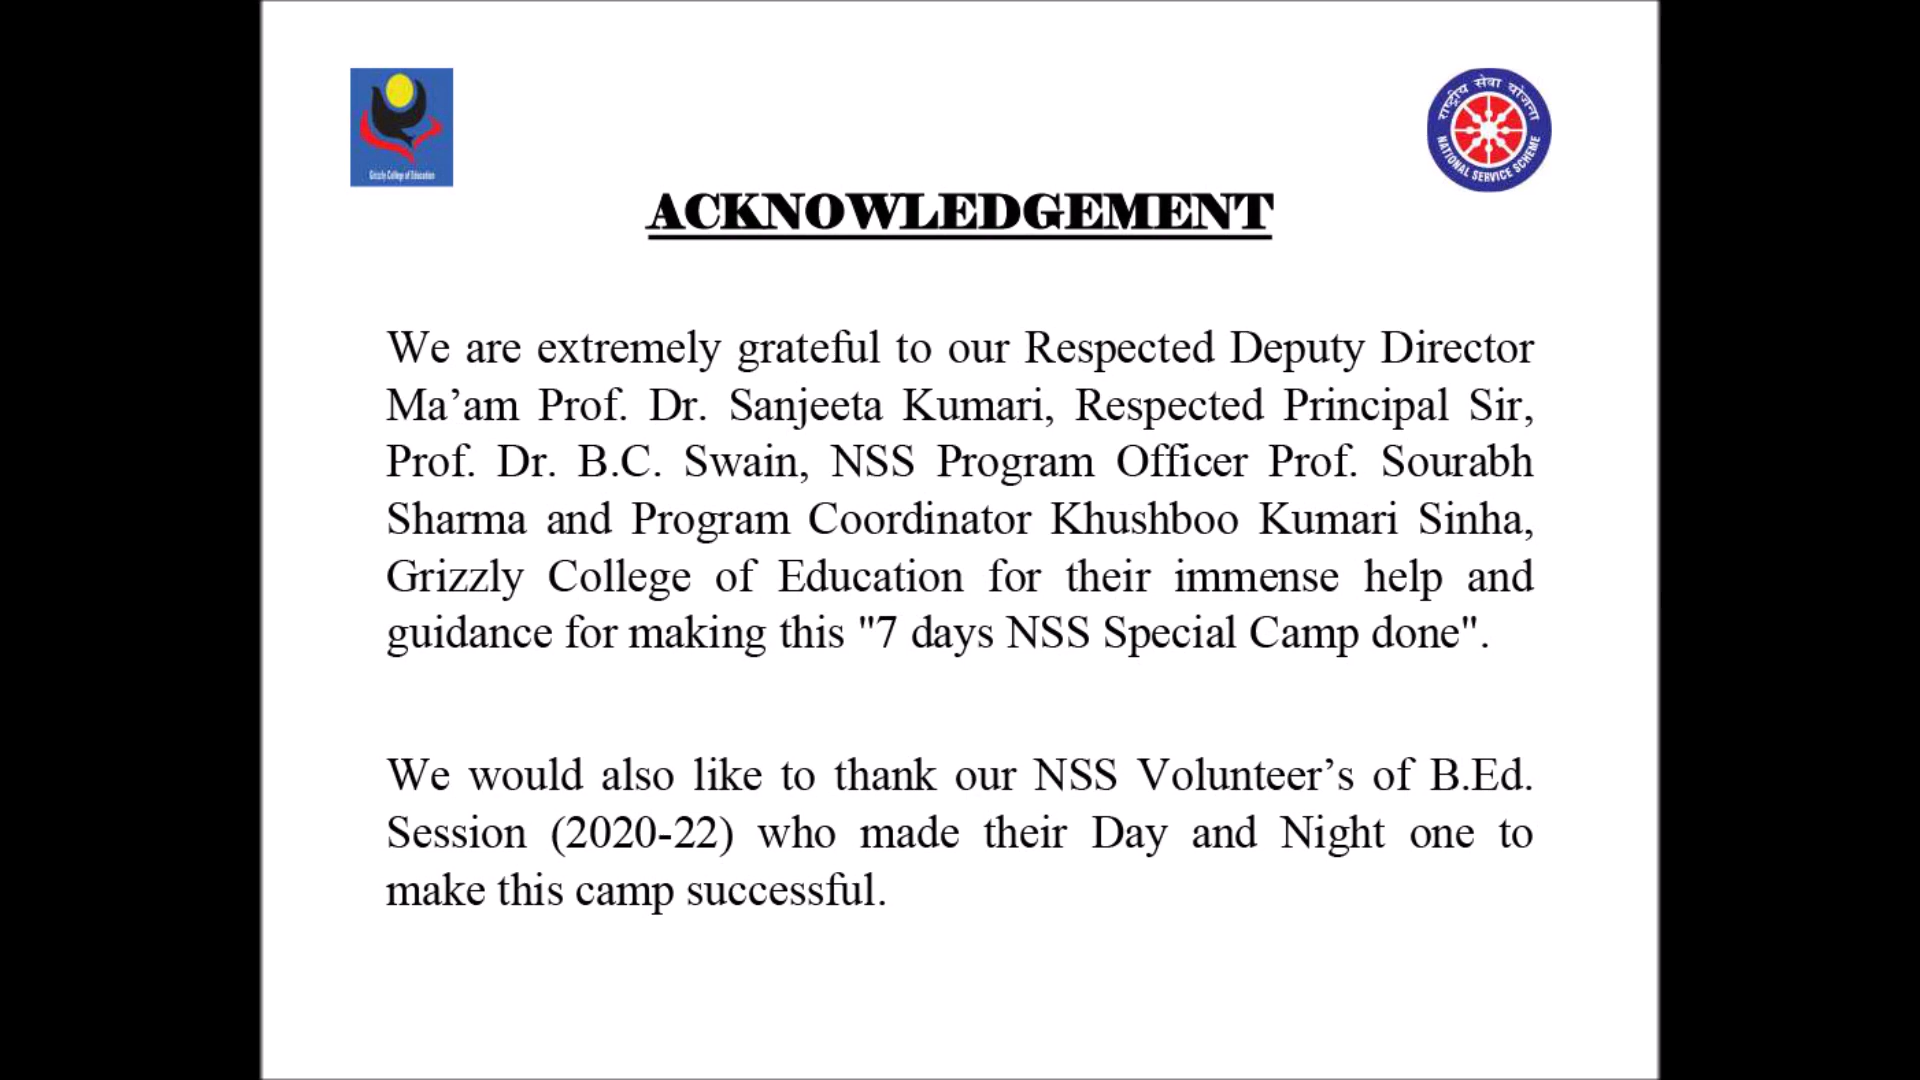 Grizzly College of Education
राष्ट्रीय सेवा योजना
NATIONAL SERVICE SCHEME
ACKNOWLEDGEMENT
We are extremely grateful to our Respected Deputy Director
Ma’am Prof. Dr. Sanjeeta Kumari, Respected Principal Sir,
Prof. Dr. B.C. Swain, NSS Program Officer Prof. Sourabh
Sharma and Program Coordinator Khushboo Kumari Sinha,
Grizzly College of Education for their immense help and
guidance for making this "7 days NSS Special Camp done".
We would also like to thank our NSS Volunteer’s of B.Ed.
Session (2020-22) who made their Day and Night one to
make this camp successful.